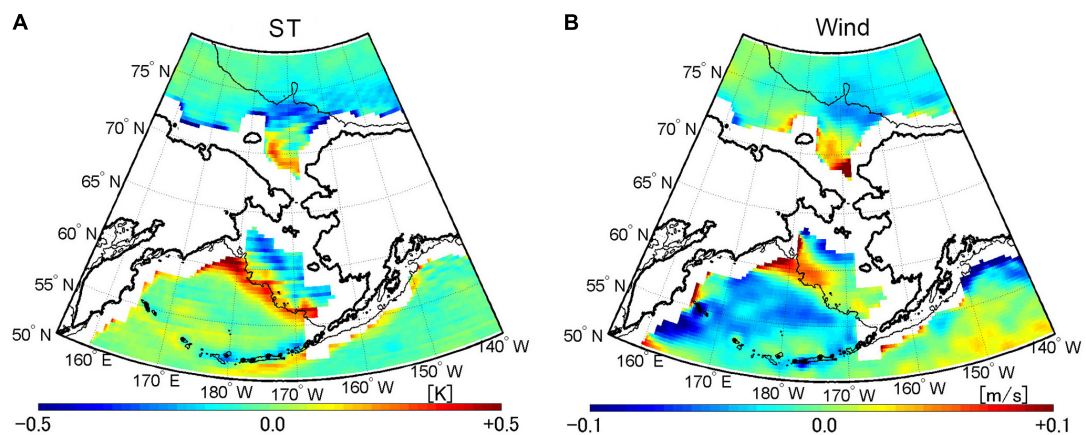 A
ST
75° N
70° N
65° N
60° N
55° N
50° N
160° E
170° E
180° W
170° W
160° W
150° W
140° W
[K]
−0.5
0.0
+0.5
B
Wind
75° N
70° N
65° N
60° N
55° N
50° N
160° E
170° E
180° W
170° W
160° W
150° W
140° W
[m/s]
−0.1
0.0
+0.1